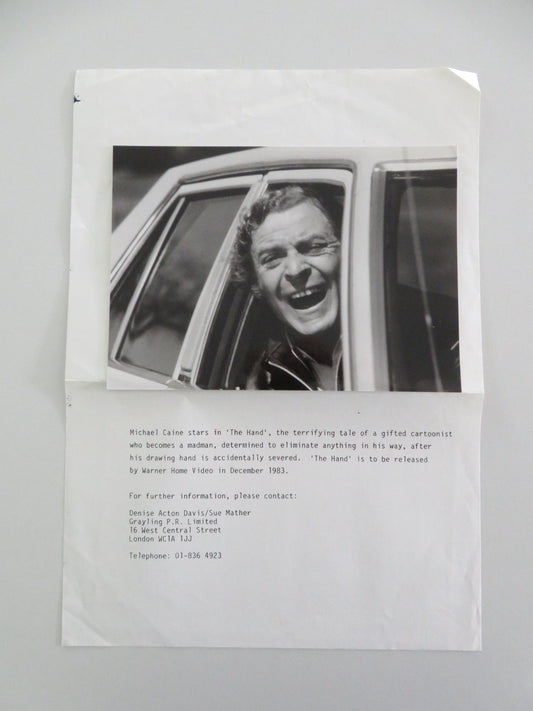 Michael Caine stars in 'The Hand', the terrifying tale of a gifted cartoonist
who becomes a madman, determined to eliminate anything in his way, after
his drawing hand is accidentally severed. 'The Hand' is to be released
by Warner Home Video in December 1983.
For further information, please contact:
Denise Acton Davis/Sue Mather
Grayling P.R. Limited
16 West Central Street
London WC1A 1JJ
Telephone: 01-836 4923